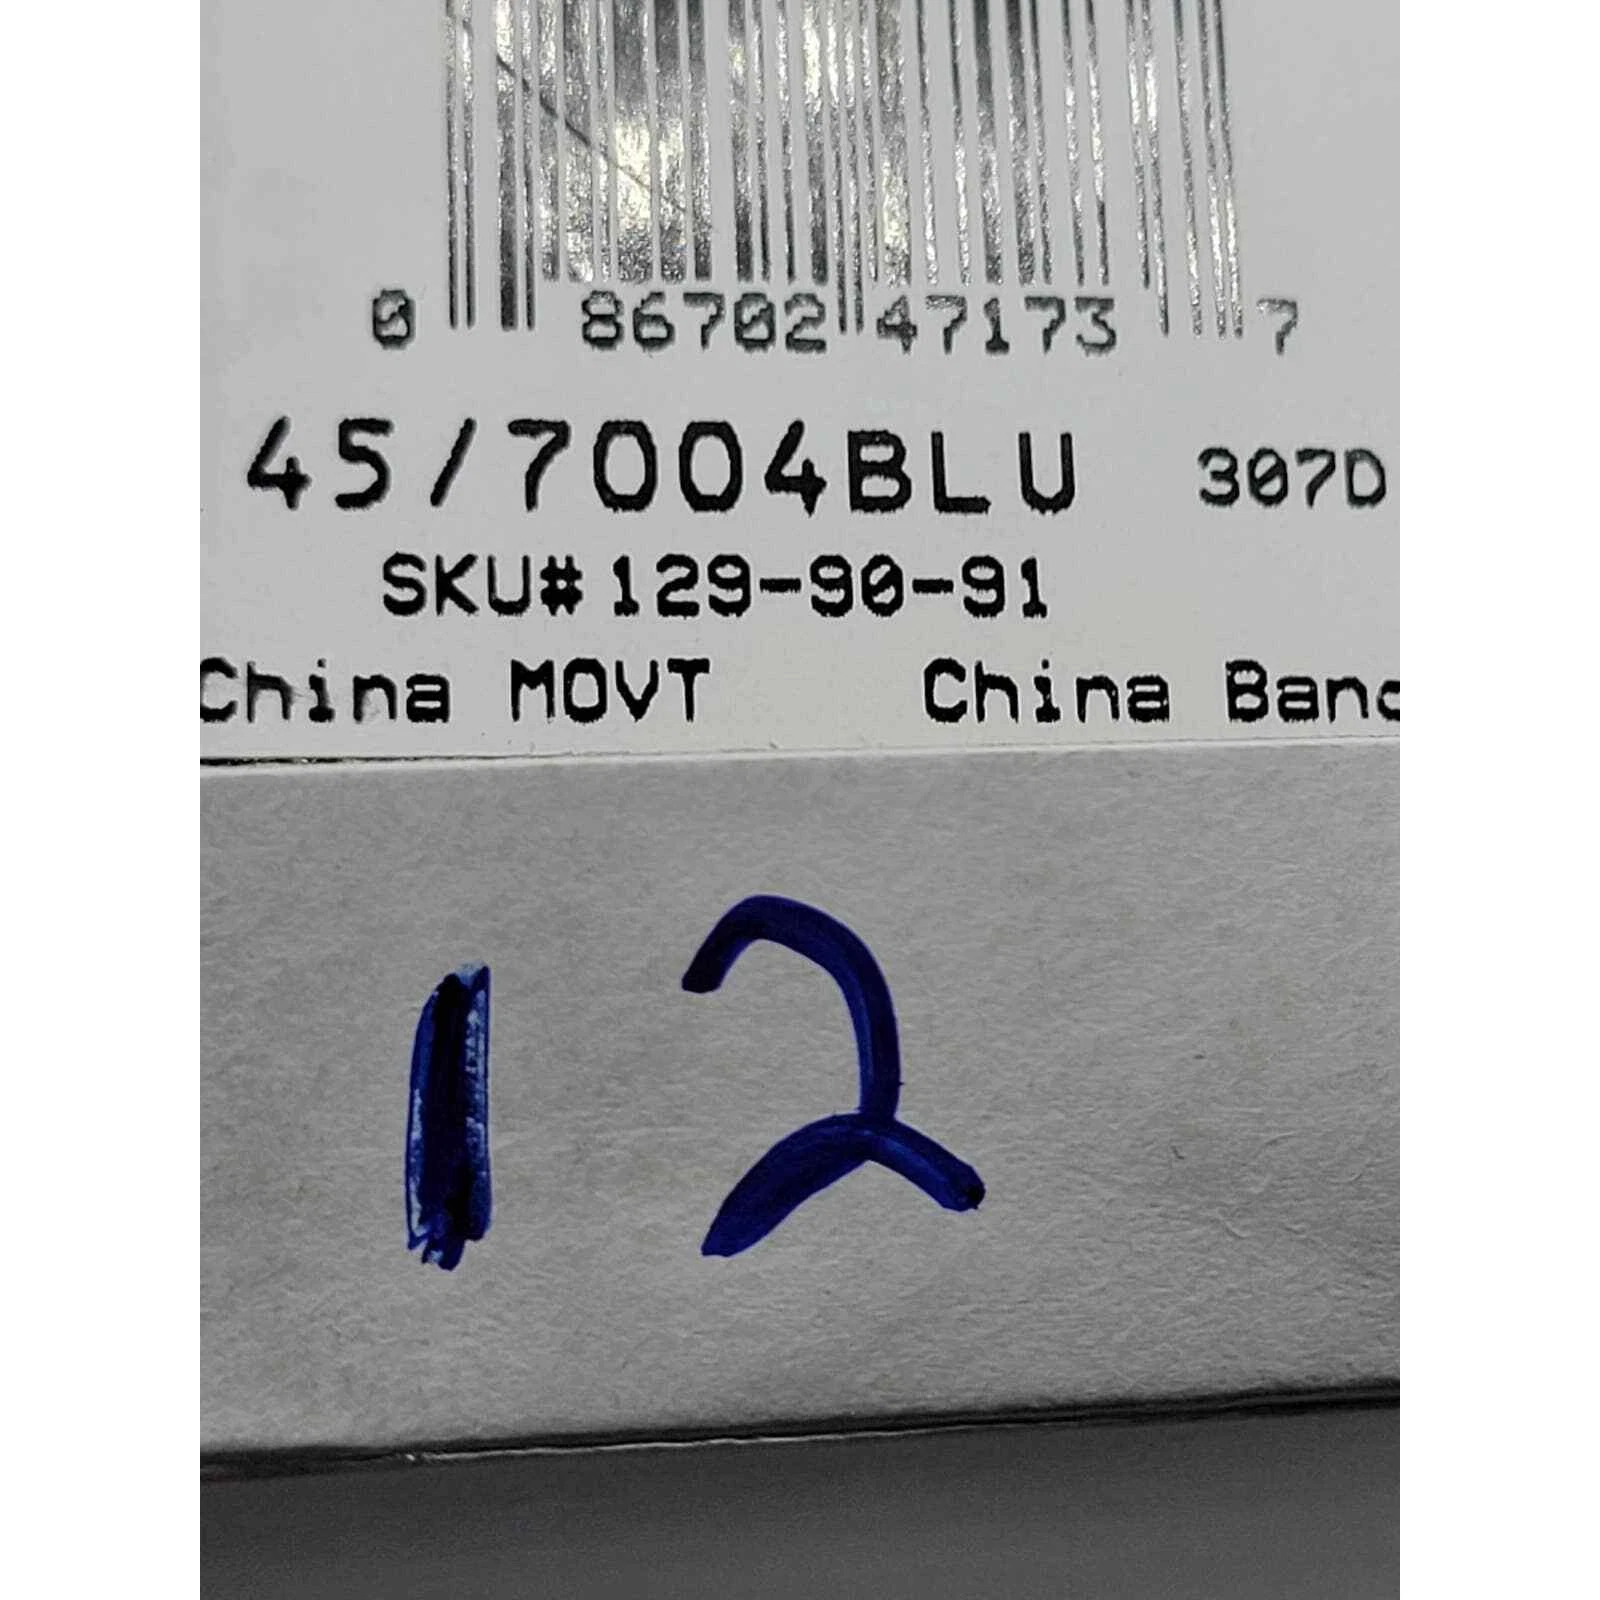 0 86702 47173 7
45/7004BLU 307D
SKU# 129-90-91
China MOVT China Band
12